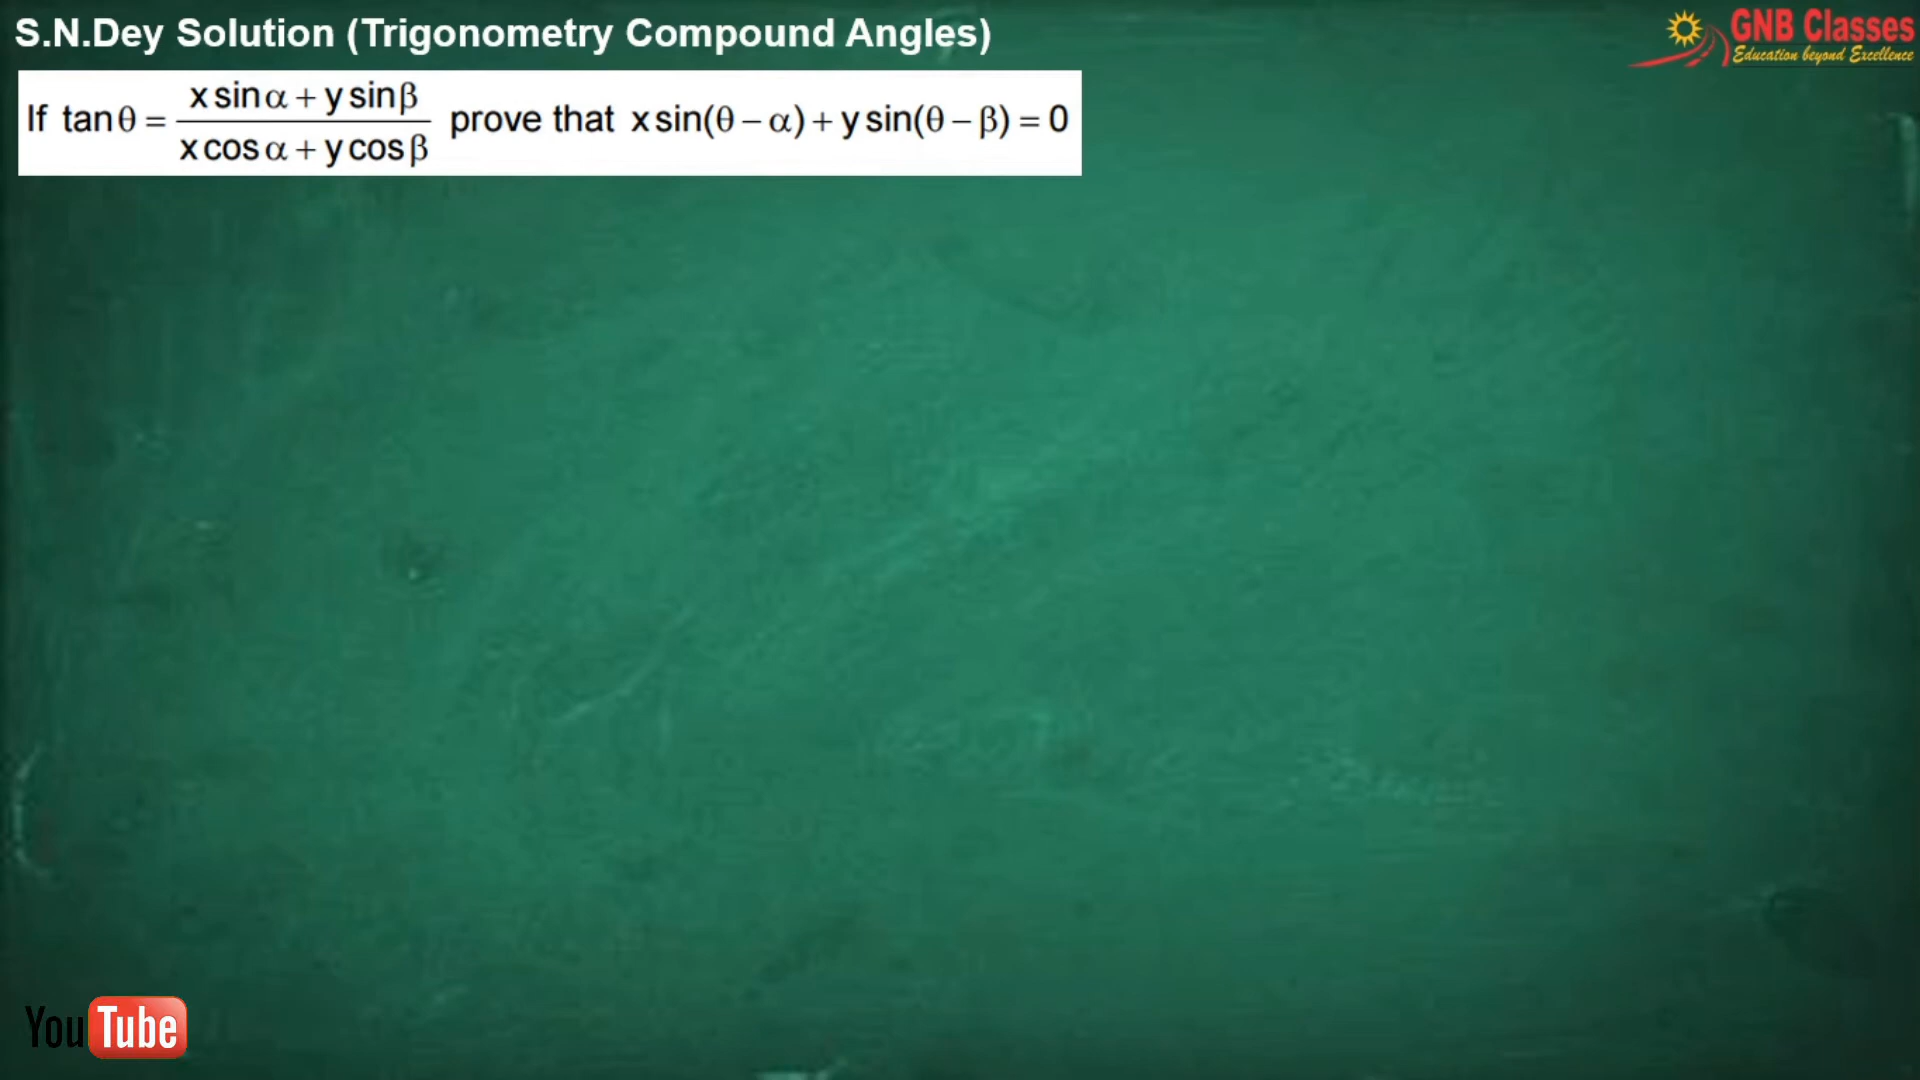 S.N.Dey Solution (Trigonometry Compound Angles)
GNB Classes
Education beyond Excellence
If tanθ = (x sinα + y sinβ)/(x cosα + y cosβ) prove that x sin(θ − α) + y sin(θ − β) = 0
YouTube